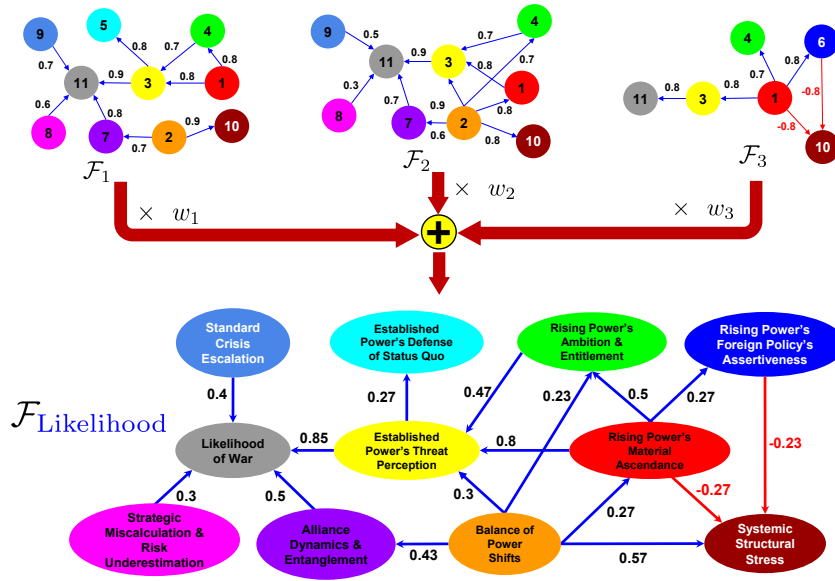 9
5
4
0.7
0.8
0.7
0.8
11
0.9
3
0.8
1
0.6
0.8
8
7
0.7
2
0.9
10
F1
9
0.5
4
0.7
11
0.9
3
0.7
0.3
0.8
1
0.7
0.9
0.8
8
7
0.6
2
0.8
10
F2
4
6
0.8
0.7
11
0.8
3
0.8
1
-0.8
-0.8
10
F3
× w1
× w2
× w3
+
Standard
Crisis
Escalation
Established
Power's Defense
of Status Quo
Rising Power's
Ambition &
Entitlement
Rising Power's
Foreign Policy's
Assertiveness
0.4
0.27
0.47
0.23
0.5
0.27
FLikelihood
Likelihood
of War
0.85
Established
Power's Threat
Perception
0.8
Rising Power's
Material
Ascendance
-0.23
0.3
0.5
0.3
0.27
-0.27
Strategic
Miscalculation &
Risk
Underestimation
Alliance
Dynamics &
Entanglement
0.43
Balance of
Power
Shifts
0.57
Systemic
Structural
Stress